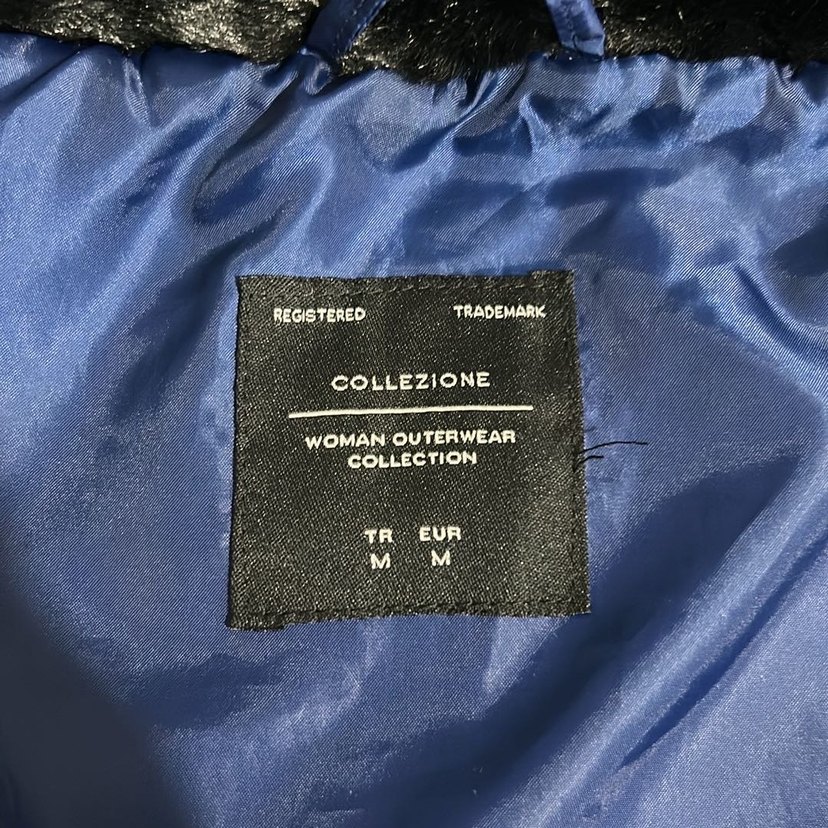 REGISTERED TRADEMARK
COLLEZIONE
WOMAN OUTERWEAR
COLLECTION
TR EUR
M M